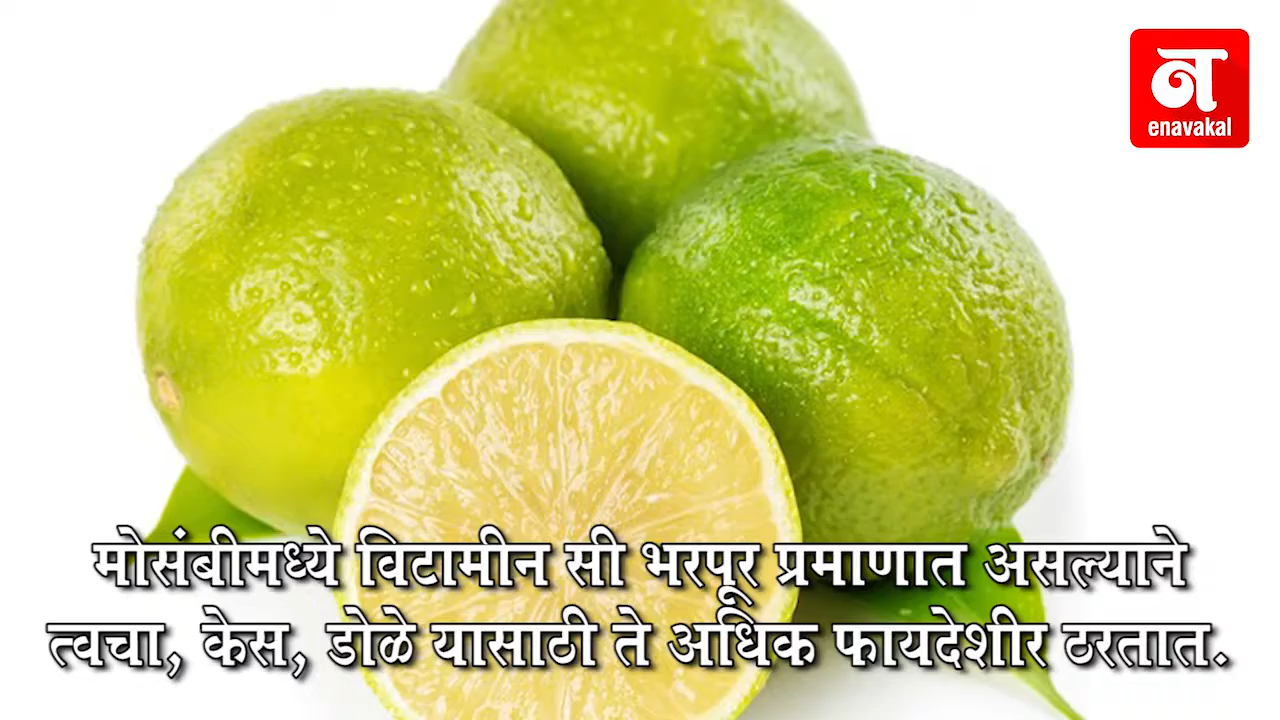 न
enavakal
मोसंबीमध्ये विटामीन सी भरपूर प्रमाणात असल्याने
त्वचा, केस, डोळे यासाठी ते अधिक फायदेशीर ठरतात.